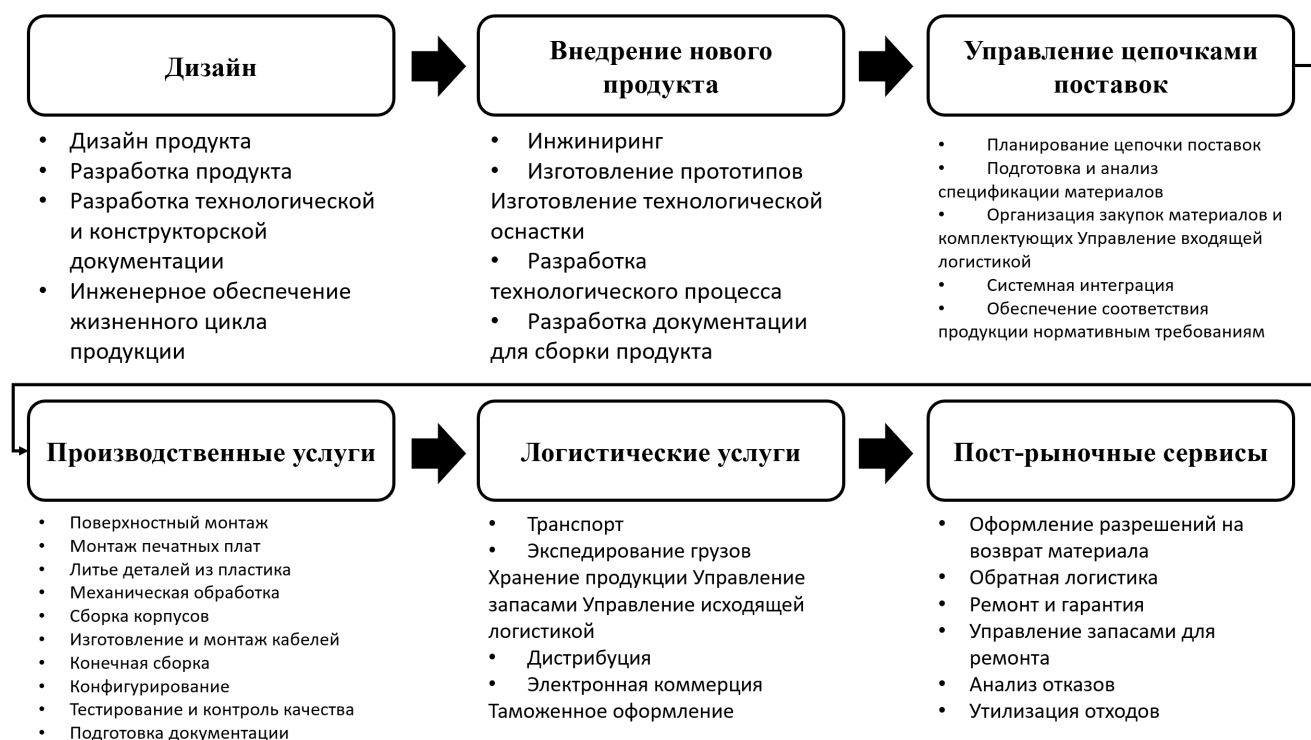 Дизайн
• Дизайн продукта
• Разработка продукта
• Разработка технологической
и конструкторской
документации
• Инженерное обеспечение
жизненного цикла
продукции
Внедрение нового
продукта
• Инжиниринг
• Изготовление прототипов
Изготовление технологической
оснастки
• Разработка
технологического процесса
• Разработка документации
для сборки продукта
Управление цепочками
поставок
• Планирование цепочки поставок
• Подготовка и анализ
спецификации материалов
• Организация закупок материалов и
комплектующих Управление входящей
логистикой
• Системная интеграция
• Обеспечение соответствия
продукции нормативным требованиям
Производственные услуги
• Поверхностный монтаж
• Монтаж печатных плат
• Литье деталей из пластика
• Механическая обработка
• Сборка корпусов
• Изготовление и монтаж кабелей
• Конечная сборка
• Конфигурирование
• Тестирование и контроль качества
• Подготовка документации
Логистические услуги
• Транспорт
• Экспедирование грузов
Хранение продукции Управление
запасами Управление исходящей
логистикой
• Дистрибуция
• Электронная коммерция
Таможенное оформление
Пост-рыночные сервисы
• Оформление разрешений на
возврат материала
• Обратная логистика
• Ремонт и гарантия
• Управление запасами для
ремонта
• Анализ отказов
• Утилизация отходов